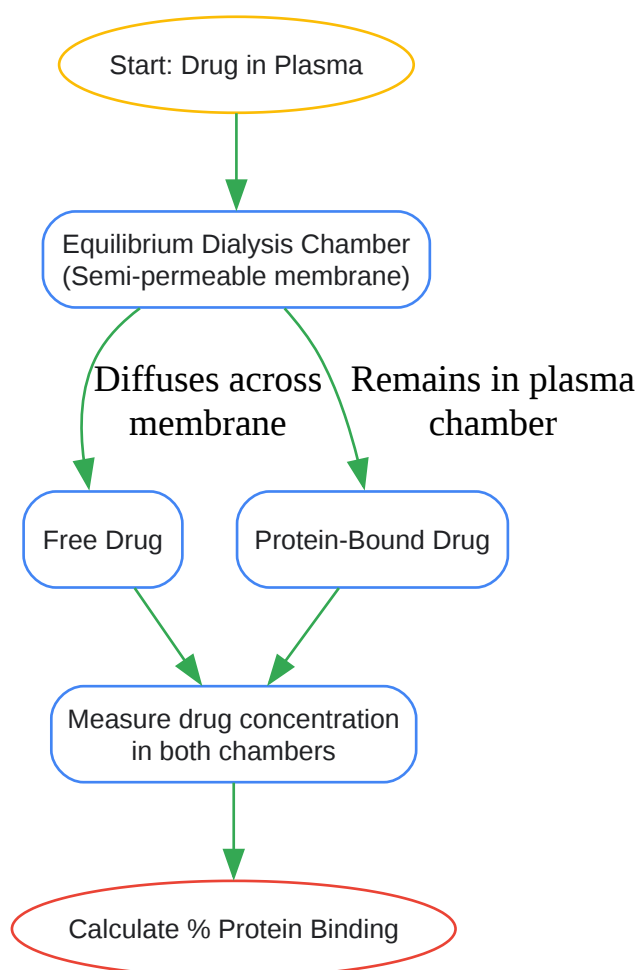 Start: Drug in Plasma
Equilibrium Dialysis Chamber
(Semi-permeable membrane)
Diffuses across
membrane
Remains in plasma
chamber
Free Drug
Protein-Bound Drug
Measure drug concentration
in both chambers
Calculate % Protein Binding